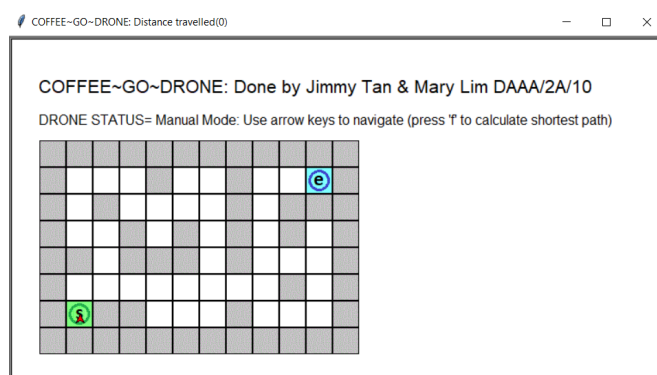 COFFEE~GO~DRONE: Distance travelled(0)
COFFEE~GO~DRONE: Done by Jimmy Tan & Mary Lim DAAA/2A/10
DRONE STATUS= Manual Mode: Use arrow keys to navigate (press 'f' to calculate shortest path)
e
s